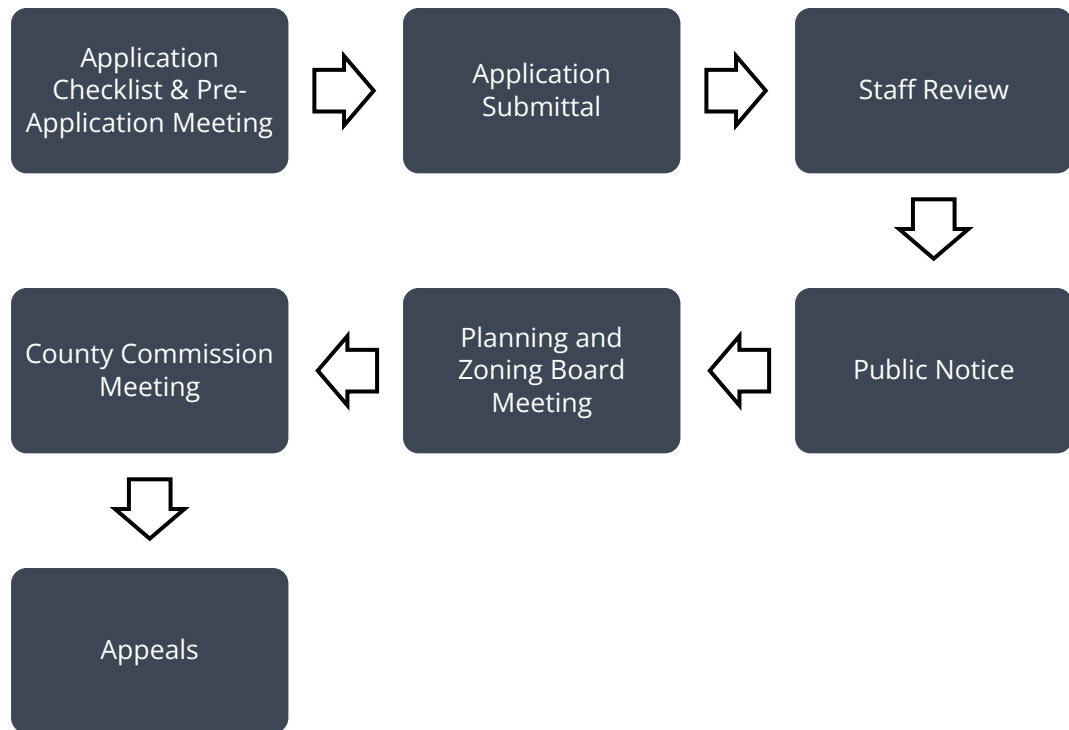 Application
Checklist & Pre-
Application Meeting
Application
Submittal
Staff Review
Public Notice
Planning and
Zoning Board
Meeting
County Commission
Meeting
Appeals